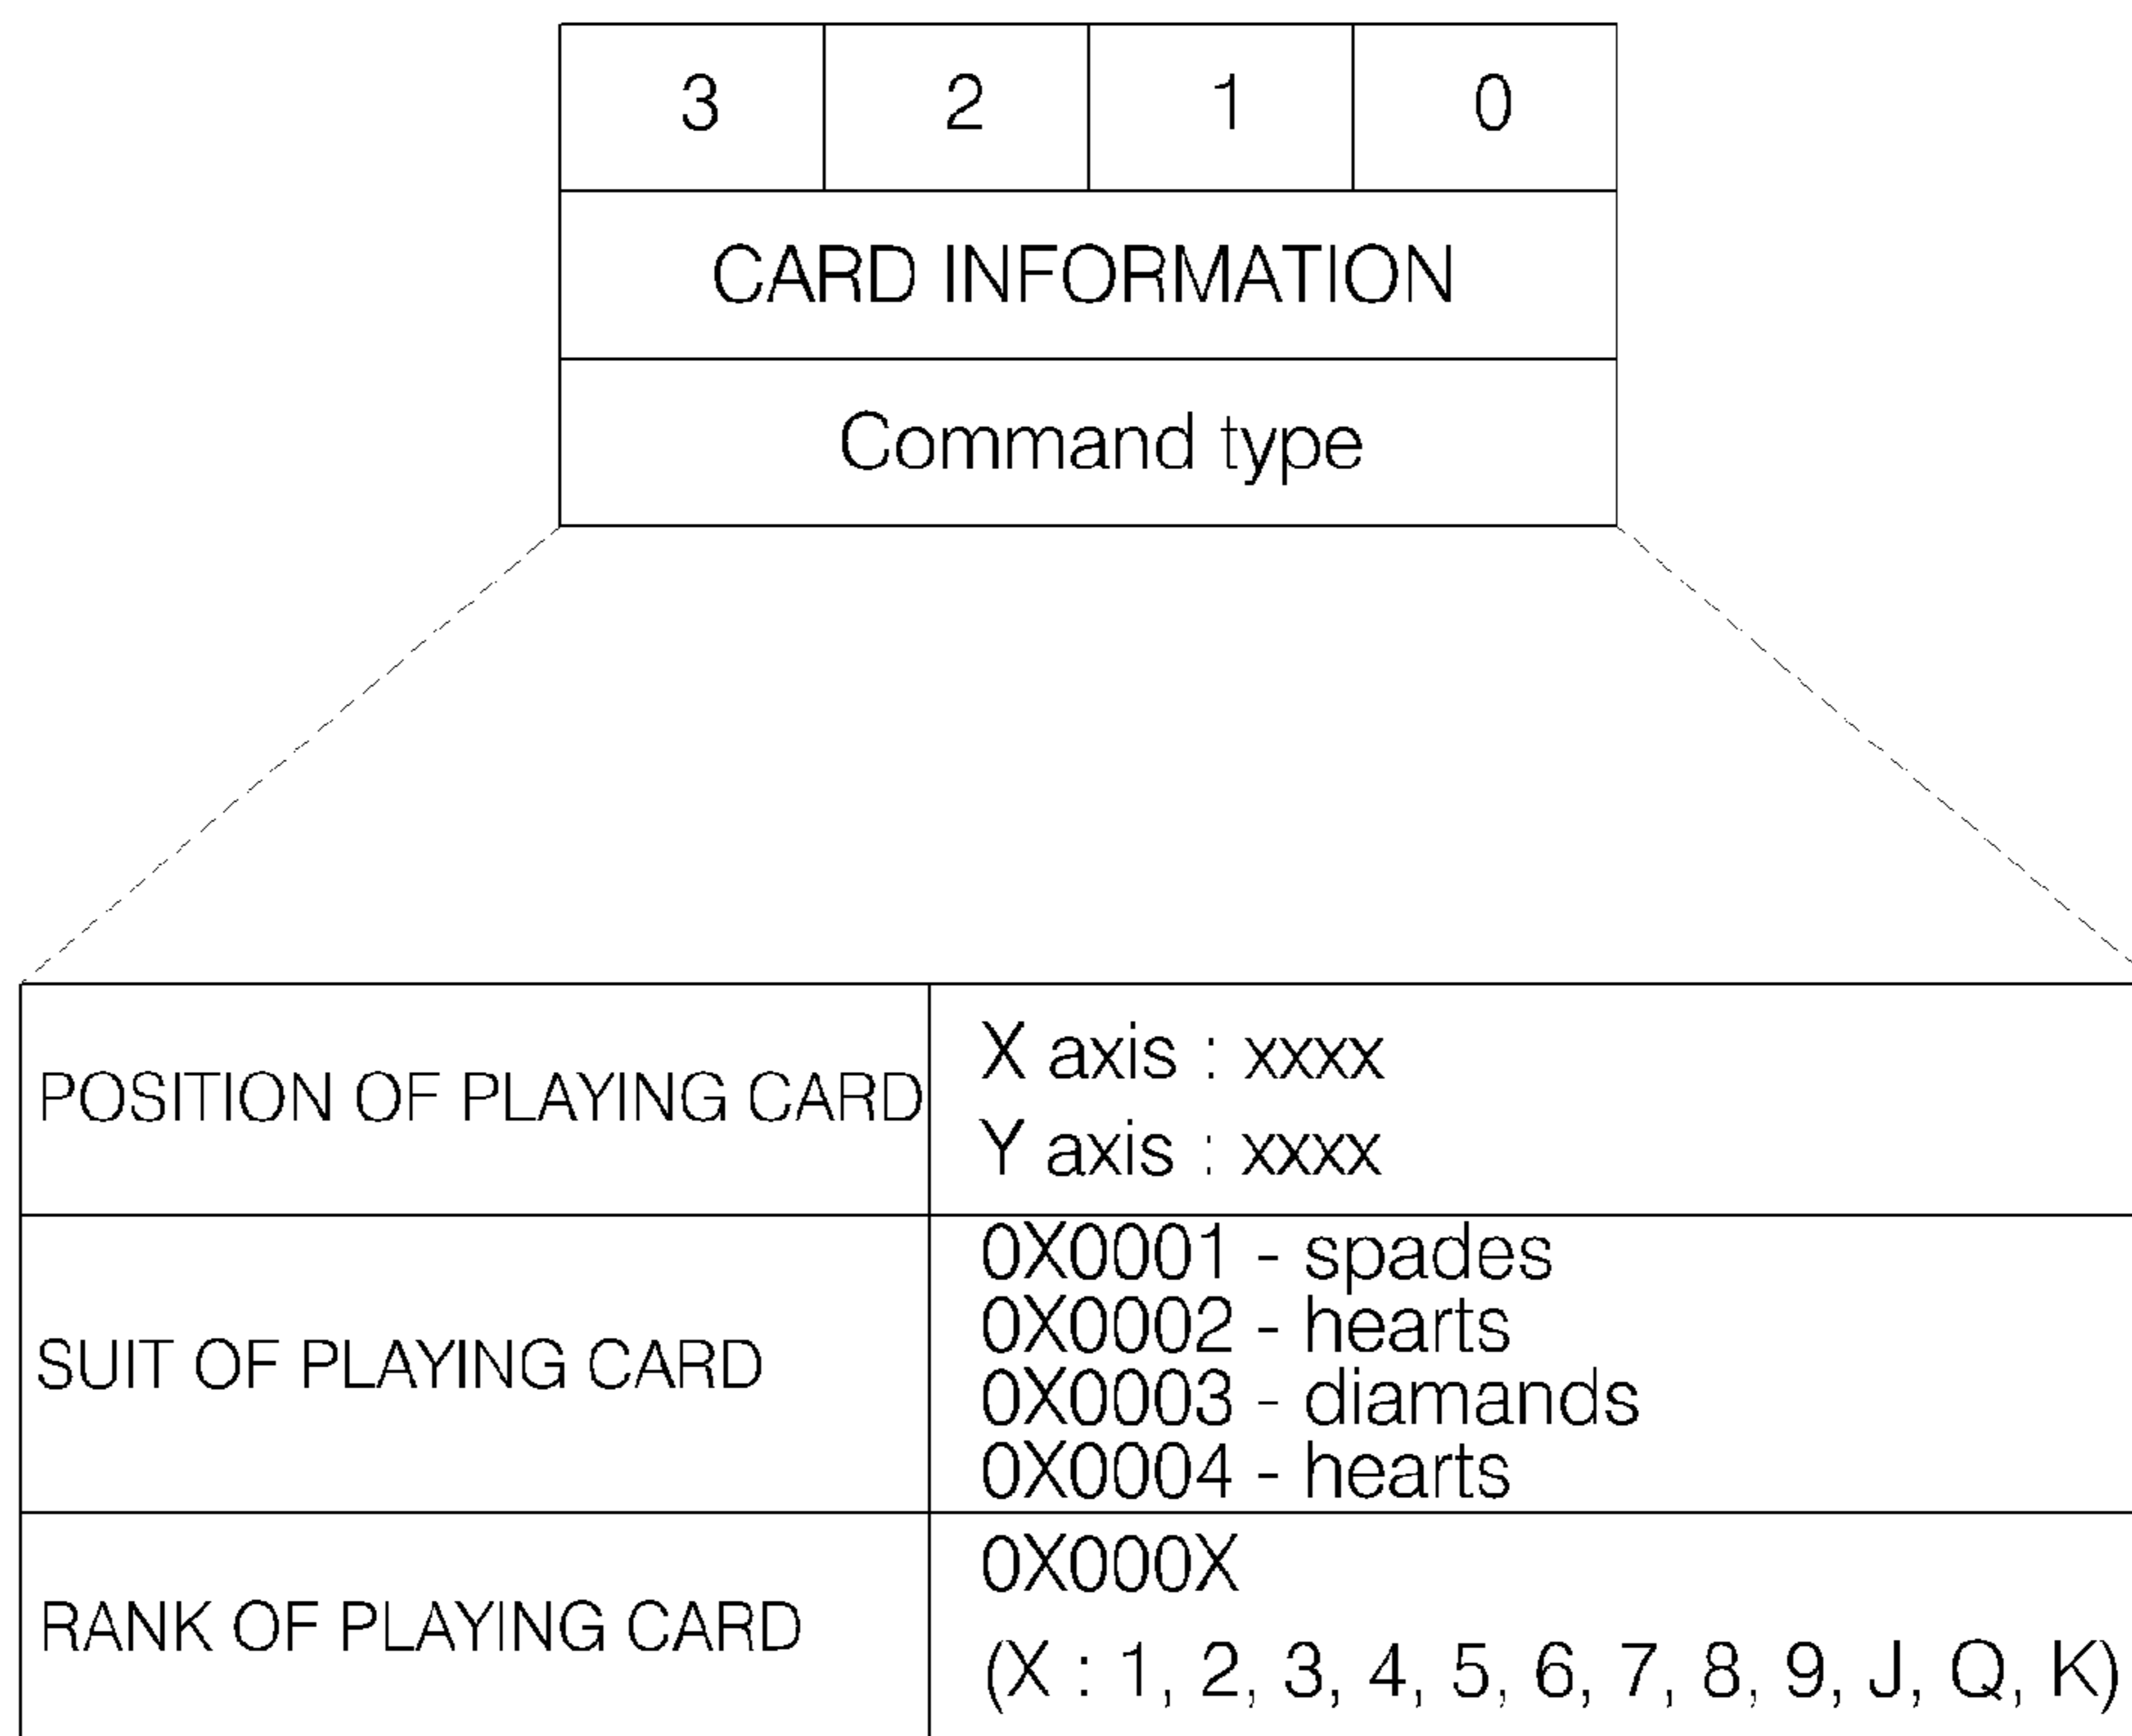 3 2 1 0
CARD INFORMATION
Command type
POSITION OF PLAYING CARD
X axis : xxxx
Y axis : xxxx
SUIT OF PLAYING CARD
0X0001 - spades
0X0002 - hearts
0X0003 - diamands
0X0004 - hearts
RANK OF PLAYING CARD
0X000X
(X : 1, 2, 3, 4, 5, 6, 7, 8, 9, J, Q, K)